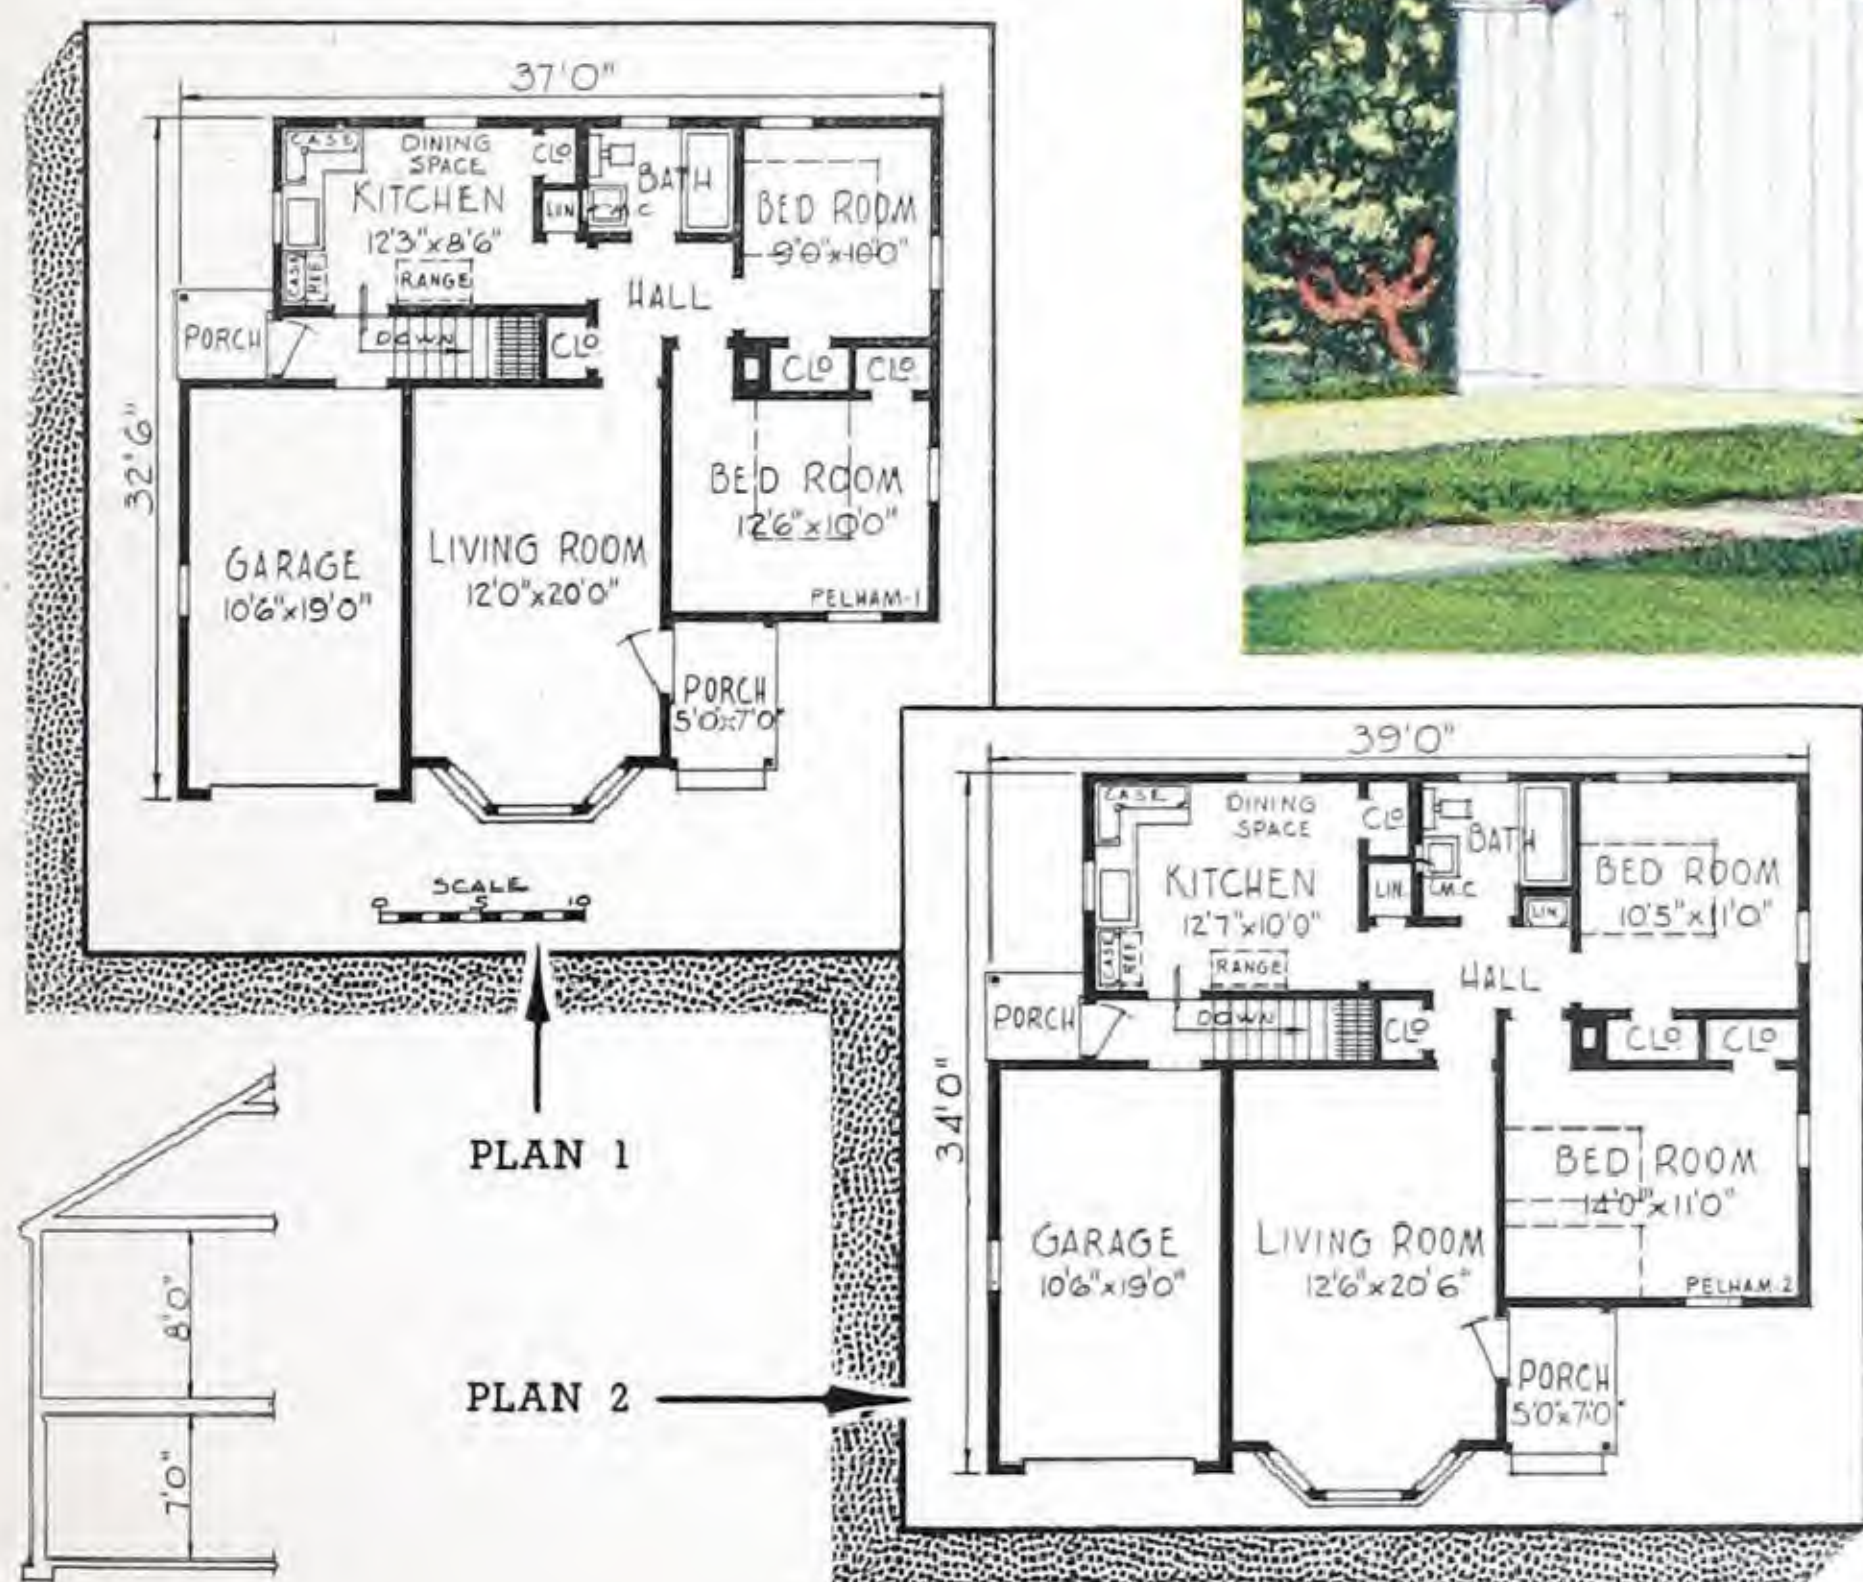 37'0"
CASE
DINING
SPACE
CLO
BATH
KITCHEN
12'3"x8'6"
LIN
M C
BED ROOM
9'0"x10'0"
CASE
REF
RANGE
HALL
PORCH
DOWN
CLO
CLO
CLO
32'6"
BED ROOM
12'6"x10'0"
GARAGE
10'6"x19'0"
LIVING ROOM
12'0"x20'0"
PELHAM-1
PORCH
5'0"x7'0"
SCALE
0 5 10
PLAN 1
39'0"
CASE
DINING
SPACE
CLO
BATH
KITCHEN
12'7"x10'0"
LIN
M.C
LIN
BED ROOM
10'5"x11'0"
CASE
REF
RANGE
HALL
PORCH
DOWN
CLO
CLO
CLO
34'0"
BED ROOM
14'0"x11'0"
GARAGE
10'6"x19'0"
LIVING ROOM
12'6"x20'6"
PELHAM-2
PORCH
5'0"x7'0"
PLAN 2
8'0"
7'0"